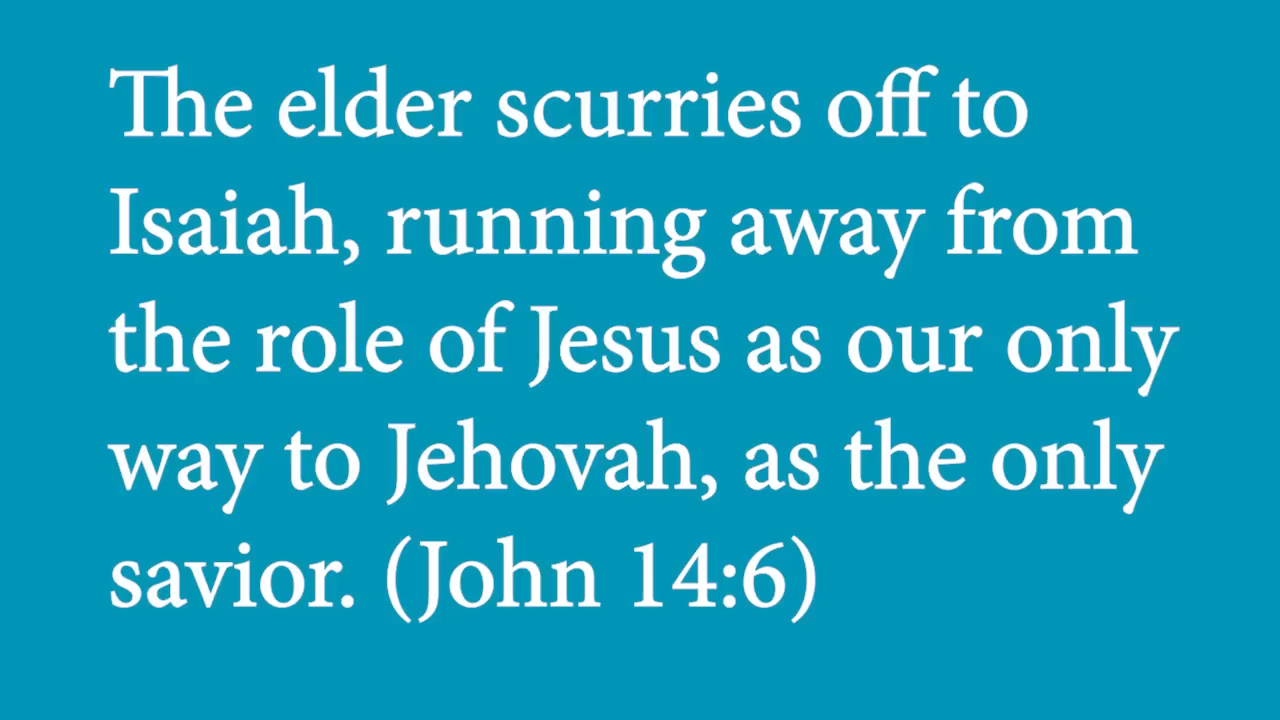 The elder scurries off to
Isaiah, running away from
the role of Jesus as our only
way to Jehovah, as the only
savior. (John 14:6)